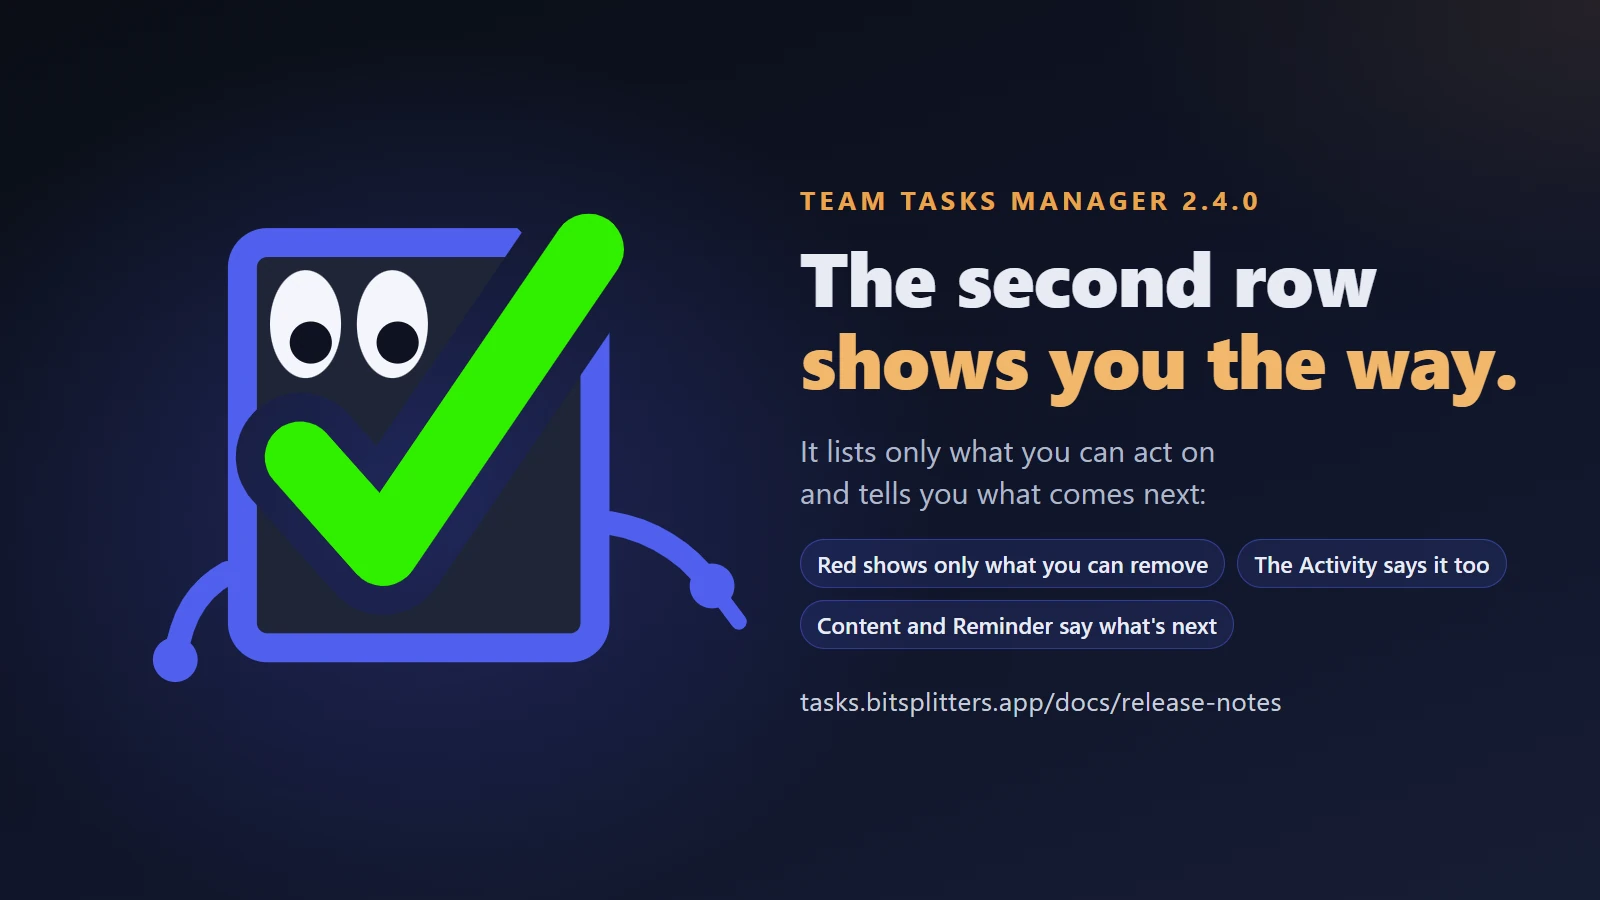 TEAM TASKS MANAGER 2.4.0
The second row
shows you the way.
It lists only what you can act on
and tells you what comes next:
Red shows only what you can remove
The Activity says it too
Content and Reminder say what's next
tasks.bitsplitters.app/docs/release-notes